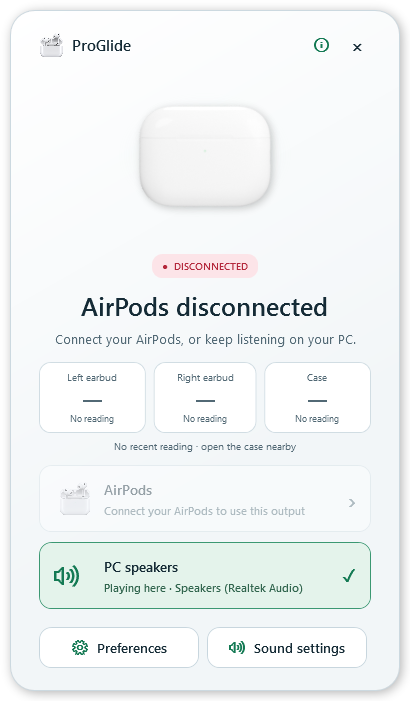 ProGlide
DISCONNECTED
AirPods disconnected
Connect your AirPods, or keep listening on your PC.
Left earbud
—
No reading
Right earbud
—
No reading
Case
—
No reading
No recent reading · open the case nearby
AirPods
Connect your AirPods to use this output
PC speakers
Playing here · Speakers (Realtek Audio)
Preferences
Sound settings